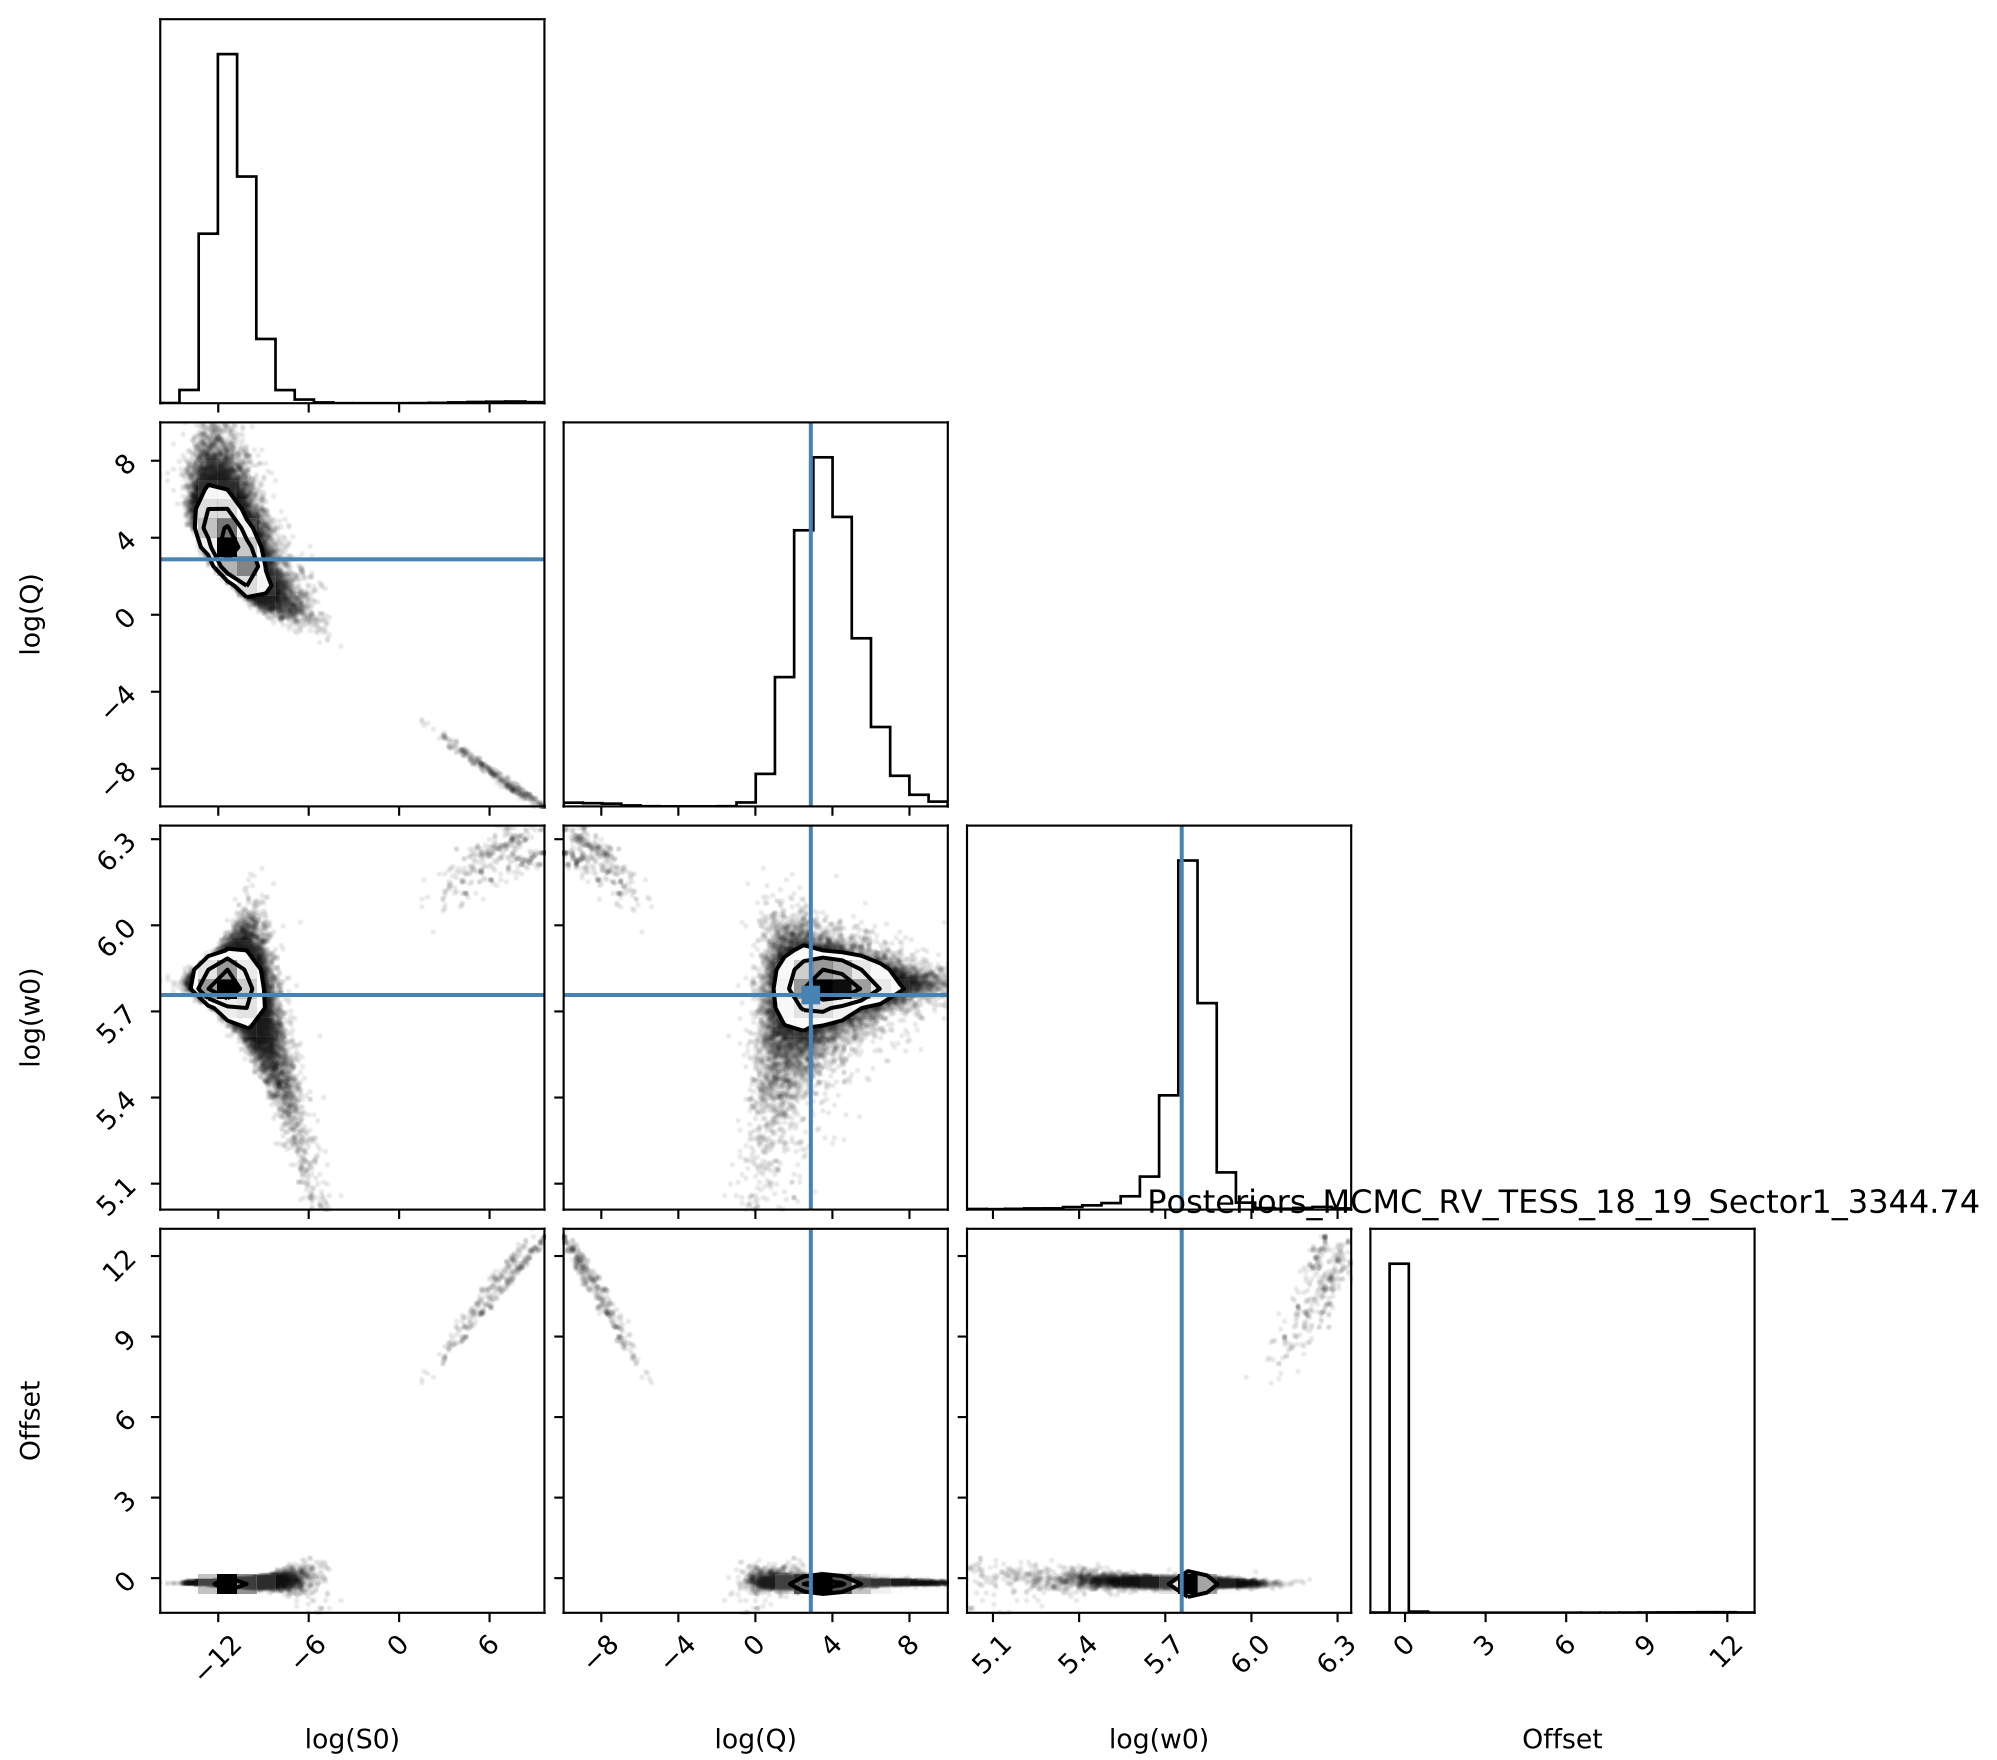 8
4
0
−4
−8
log(Q)
6.3
6.0
5.7
5.4
5.1
log(w0)
Posteriors_MCMC_RV_TESS_18_19_Sector1_3344.74
12
9
6
3
0
Offset
−12 −6 0 6
−8 −4 0 4 8
5.1 5.4 5.7 6.0 6.3
0 3 6 9 12
log(S0) log(Q) log(w0) Offset